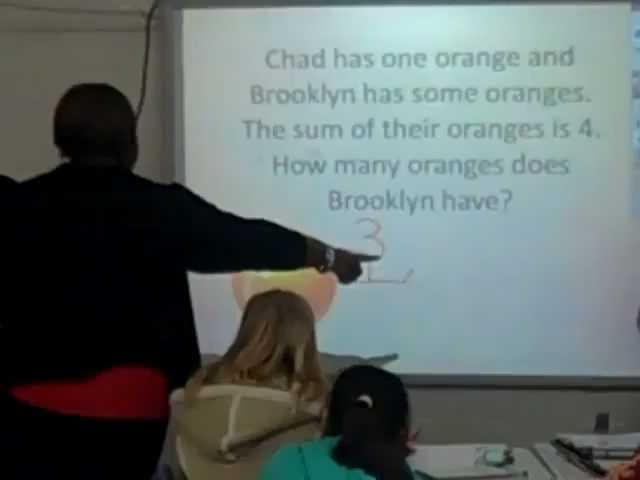 Chad has one orange and
Brooklyn has some oranges.
The sum of their oranges is 4.
How many oranges does
Brooklyn have?
3